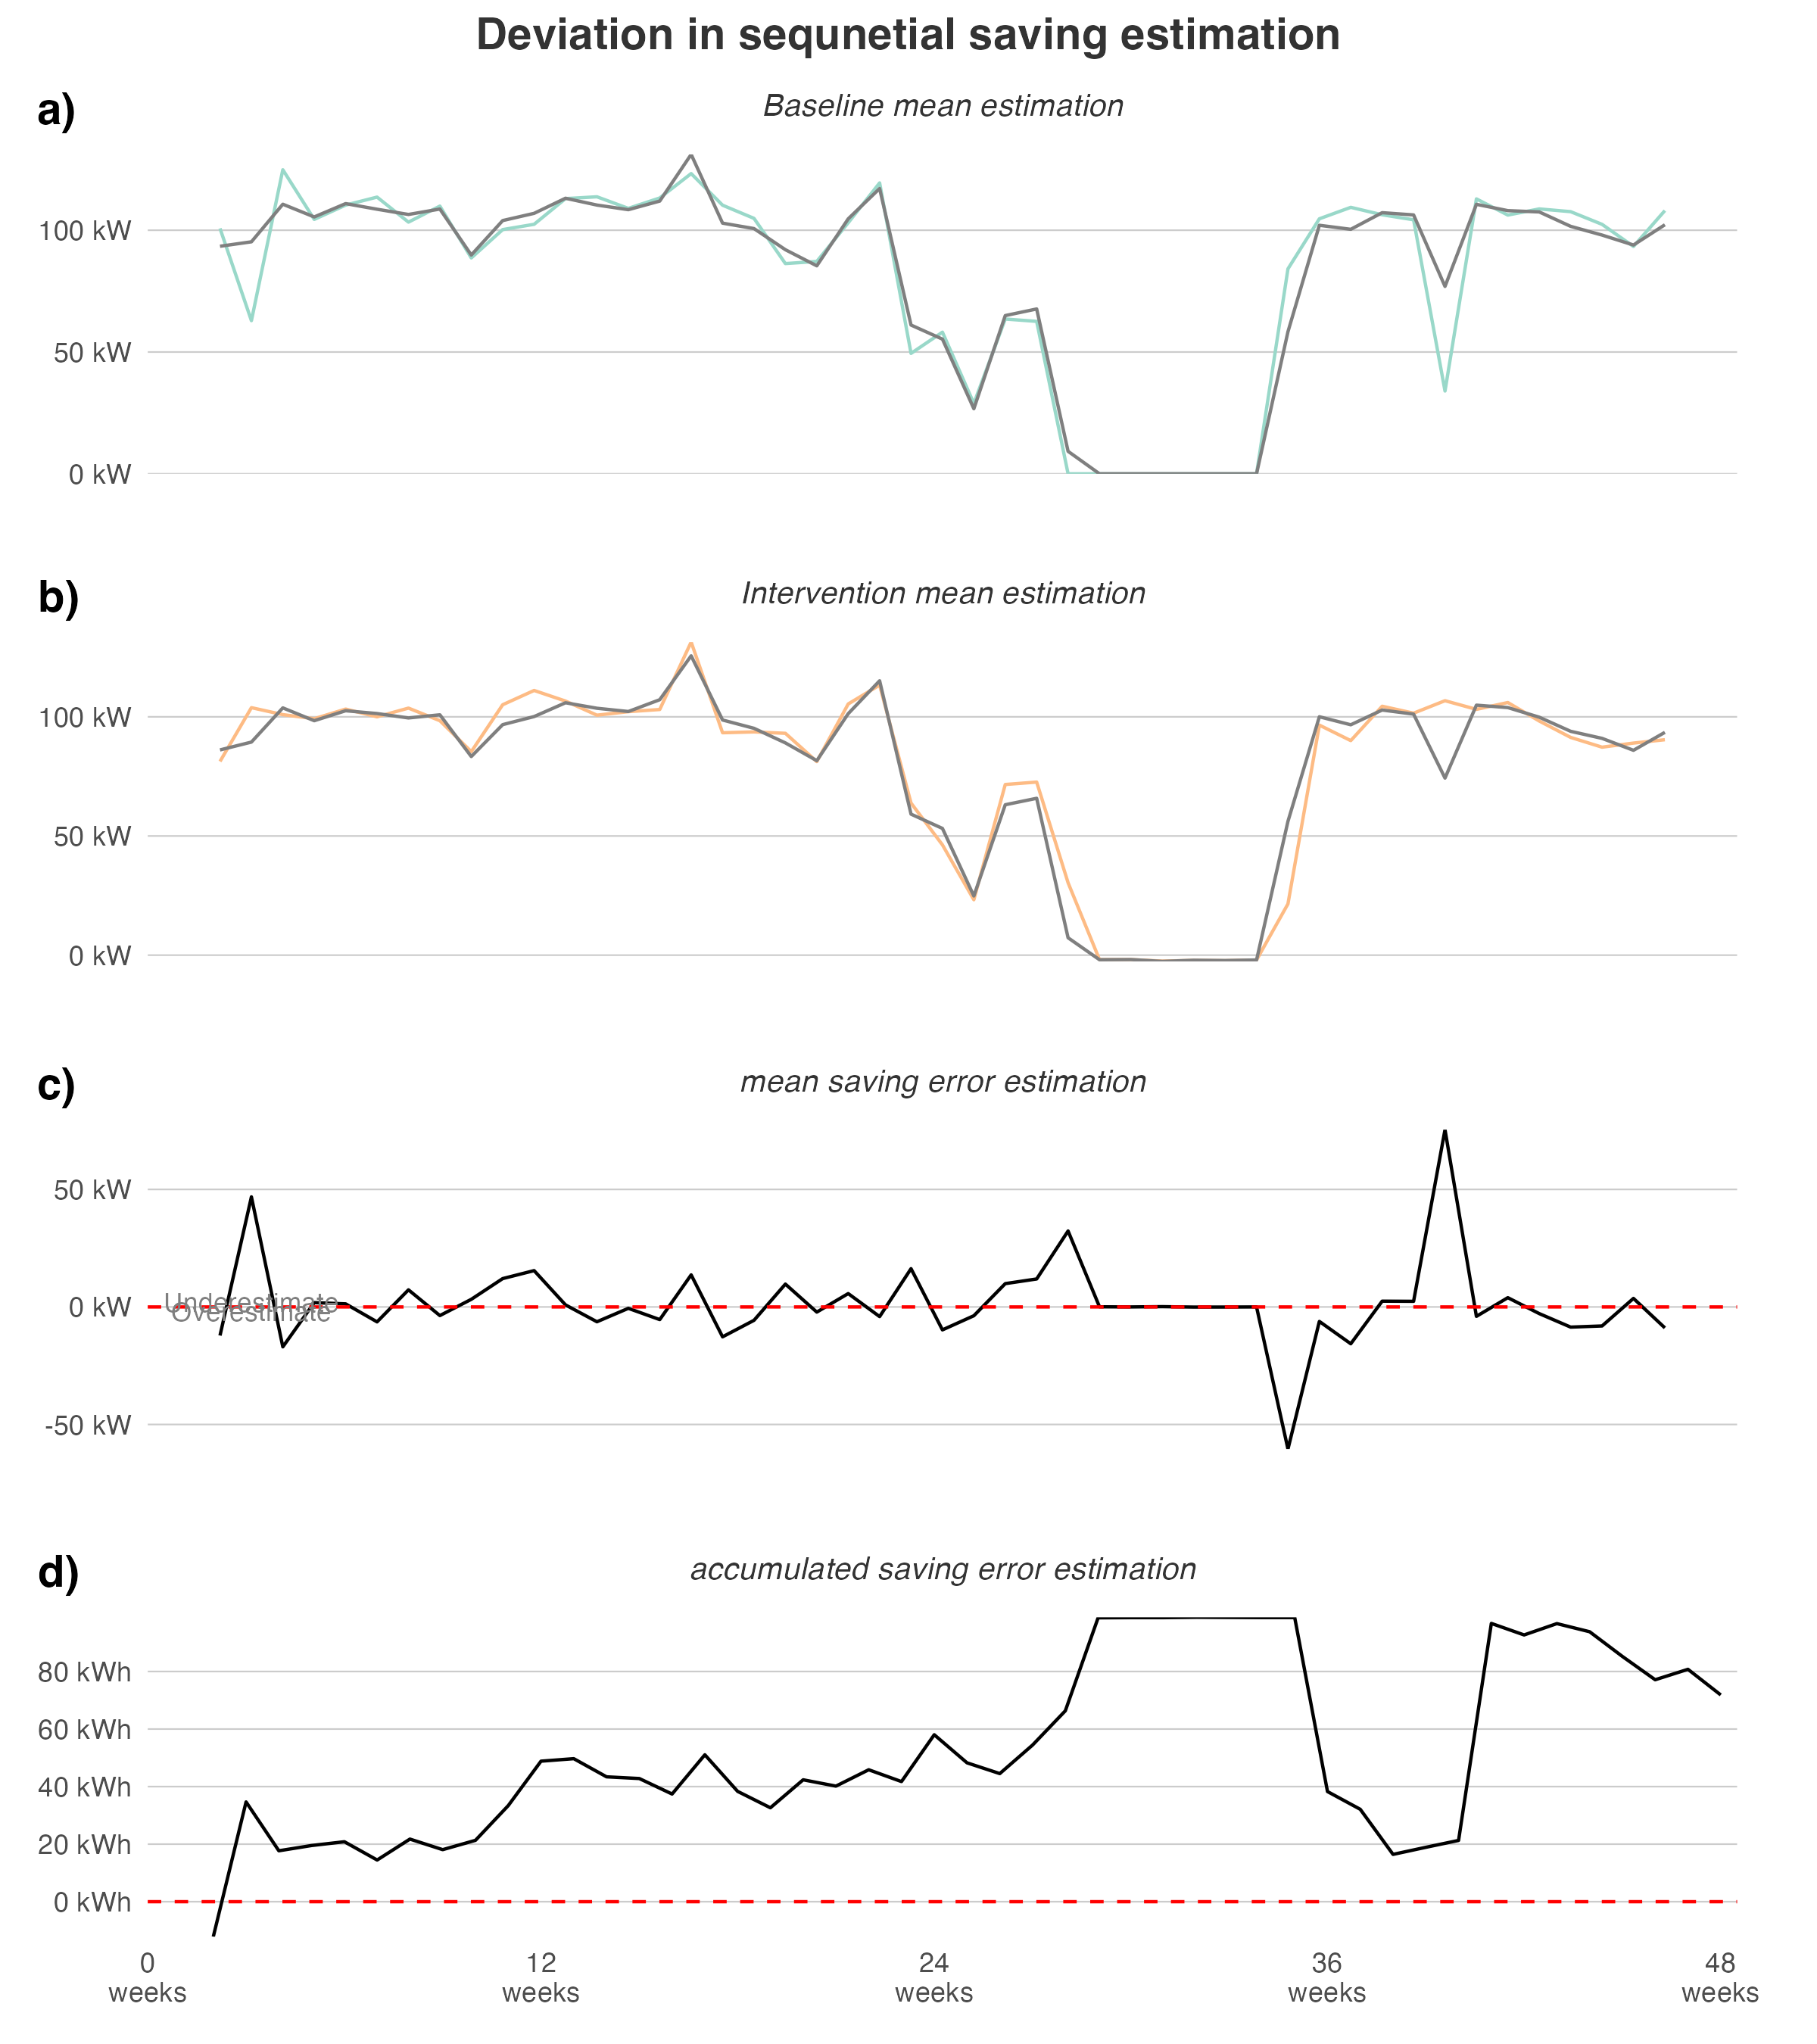 Deviation in sequnetial saving estimation
a)
Baseline mean estimation
100 kW
50 kW
0 kW
b)
Intervention mean estimation
100 kW
50 kW
0 kW
c)
mean saving error estimation
50 kW
Underestimate
0 kW
Overestimate
-50 kW
d)
accumulated saving error estimation
80 kWh
60 kWh
40 kWh
20 kWh
0 kWh
0 12 24 36 48
weeks weeks weeks weeks weeks